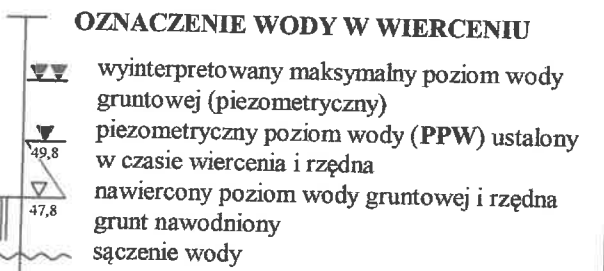 OZNACZENIE WODY W WIERCENIU
wyinterpretowany maksymalny poziom wody
gruntowej (piezometryczny)
piezometryczny poziom wody (PPW) ustalony
49,8
w czasie wiercenia i rzędna
nawiercony poziom wody gruntowej i rzędna
47,8
grunt nawodniony
sączenie wody